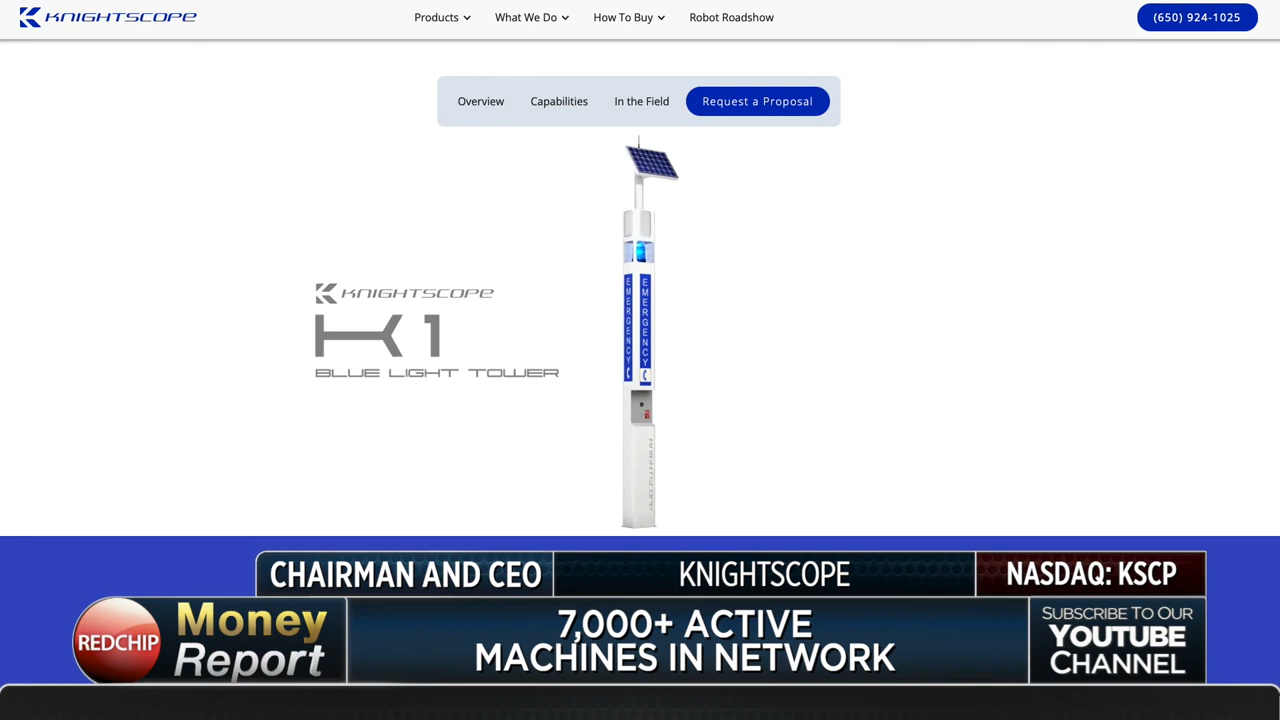 KNIGHTSCOPE
Products
What We Do
How To Buy
Robot Roadshow
(650) 924-1025
Overview
Capabilities
In the Field
Request a Proposal
EMERGENCY
EMERGENCY
KNIGHTSCOPE
K1
BLUE LIGHT TOWER
KNIGHTSCOPE
CHAIRMAN AND CEO
KNIGHTSCOPE
NASDAQ: KSCP
REDCHIP
Money
Report
7,000+ ACTIVE
MACHINES IN NETWORK
SUBSCRIBE TO OUR
YOUTUBE
CHANNEL